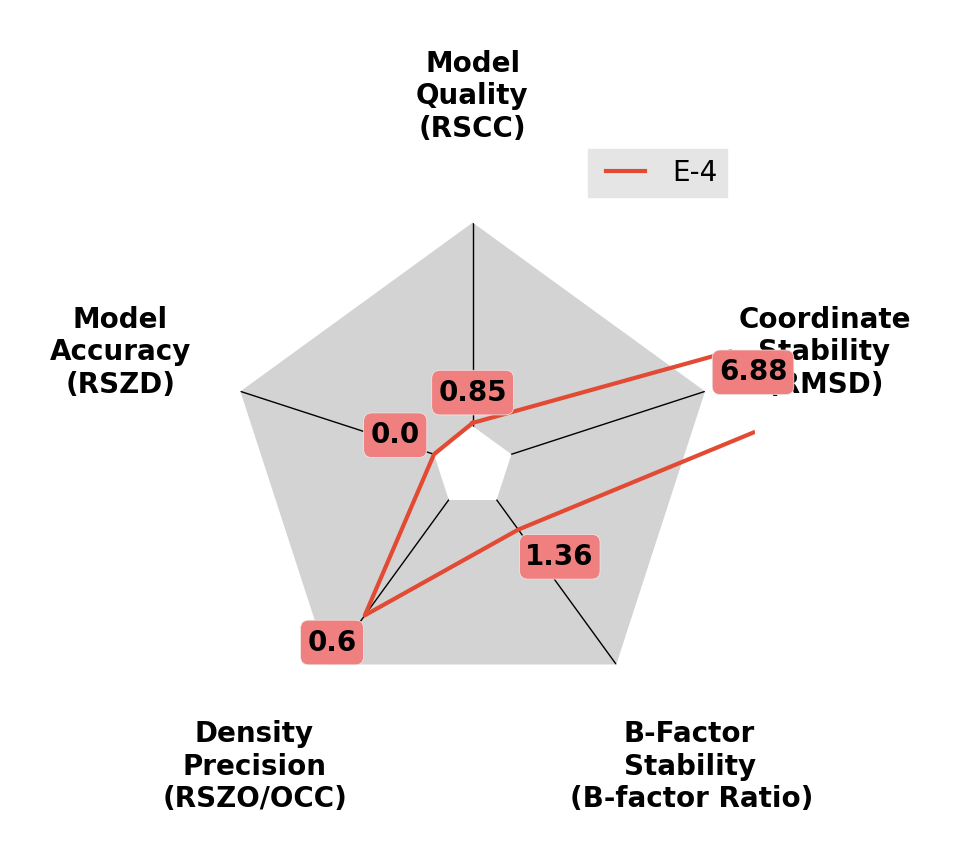 Model
Quality
(RSCC)
E-4
Model
Accuracy
(RSZD)
Coordinate
Stability
(RMSD)
6.88
0.85
0.0
1.36
0.6
Density
Precision
(RSZO/OCC)
B-Factor
Stability
(B-factor Ratio)